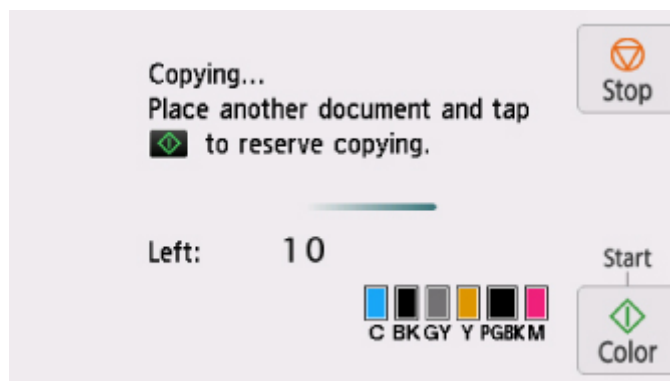 Copying...
Place another document and tap
to reserve copying.
Stop
Left: 10
Start
C BK GY Y PGBK M
Color